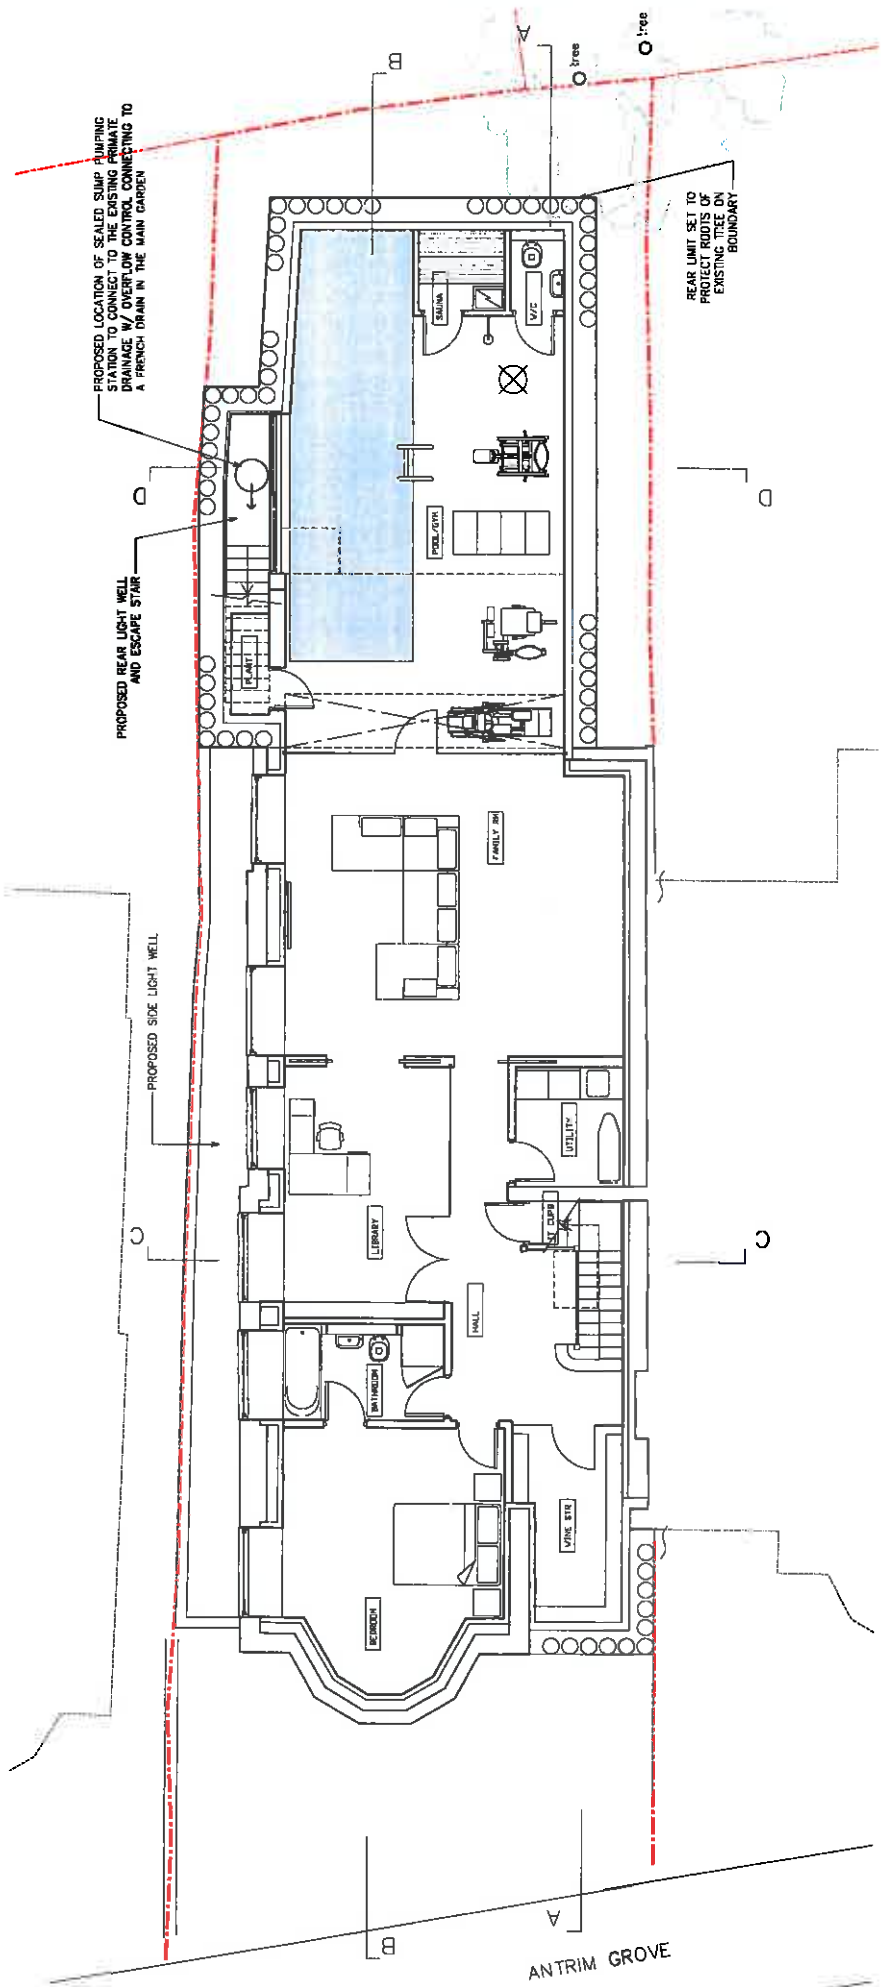 A
B
tree
tree
PROPOSED LOCATION OF SEALED SUMP PUMPING
STATION TO CONNECT TO THE EXISTING PRIMATE
DRAINAGE W/ OVERFLOW CONTROL CONNECTING TO
A FRENCH DRAIN IN THE MAIN GARDEN
REAR LIMIT SET TO
PROTECT ROOTS OF
EXISTING TREE ON
BOUNDARY
SAUNA
W/C
D
D
PROPOSED REAR LIGHT WELL
AND ESCAPE STAIR
POOL/GYM
PLANT
FAMILY RM
PROPOSED SIDE LIGHT WELL
UTILITY
ST CUPB
LIBRARY
C
C
HALL
BATHROOM
WINE STR
BEDROOM
A
B
ANTRIM GROVE